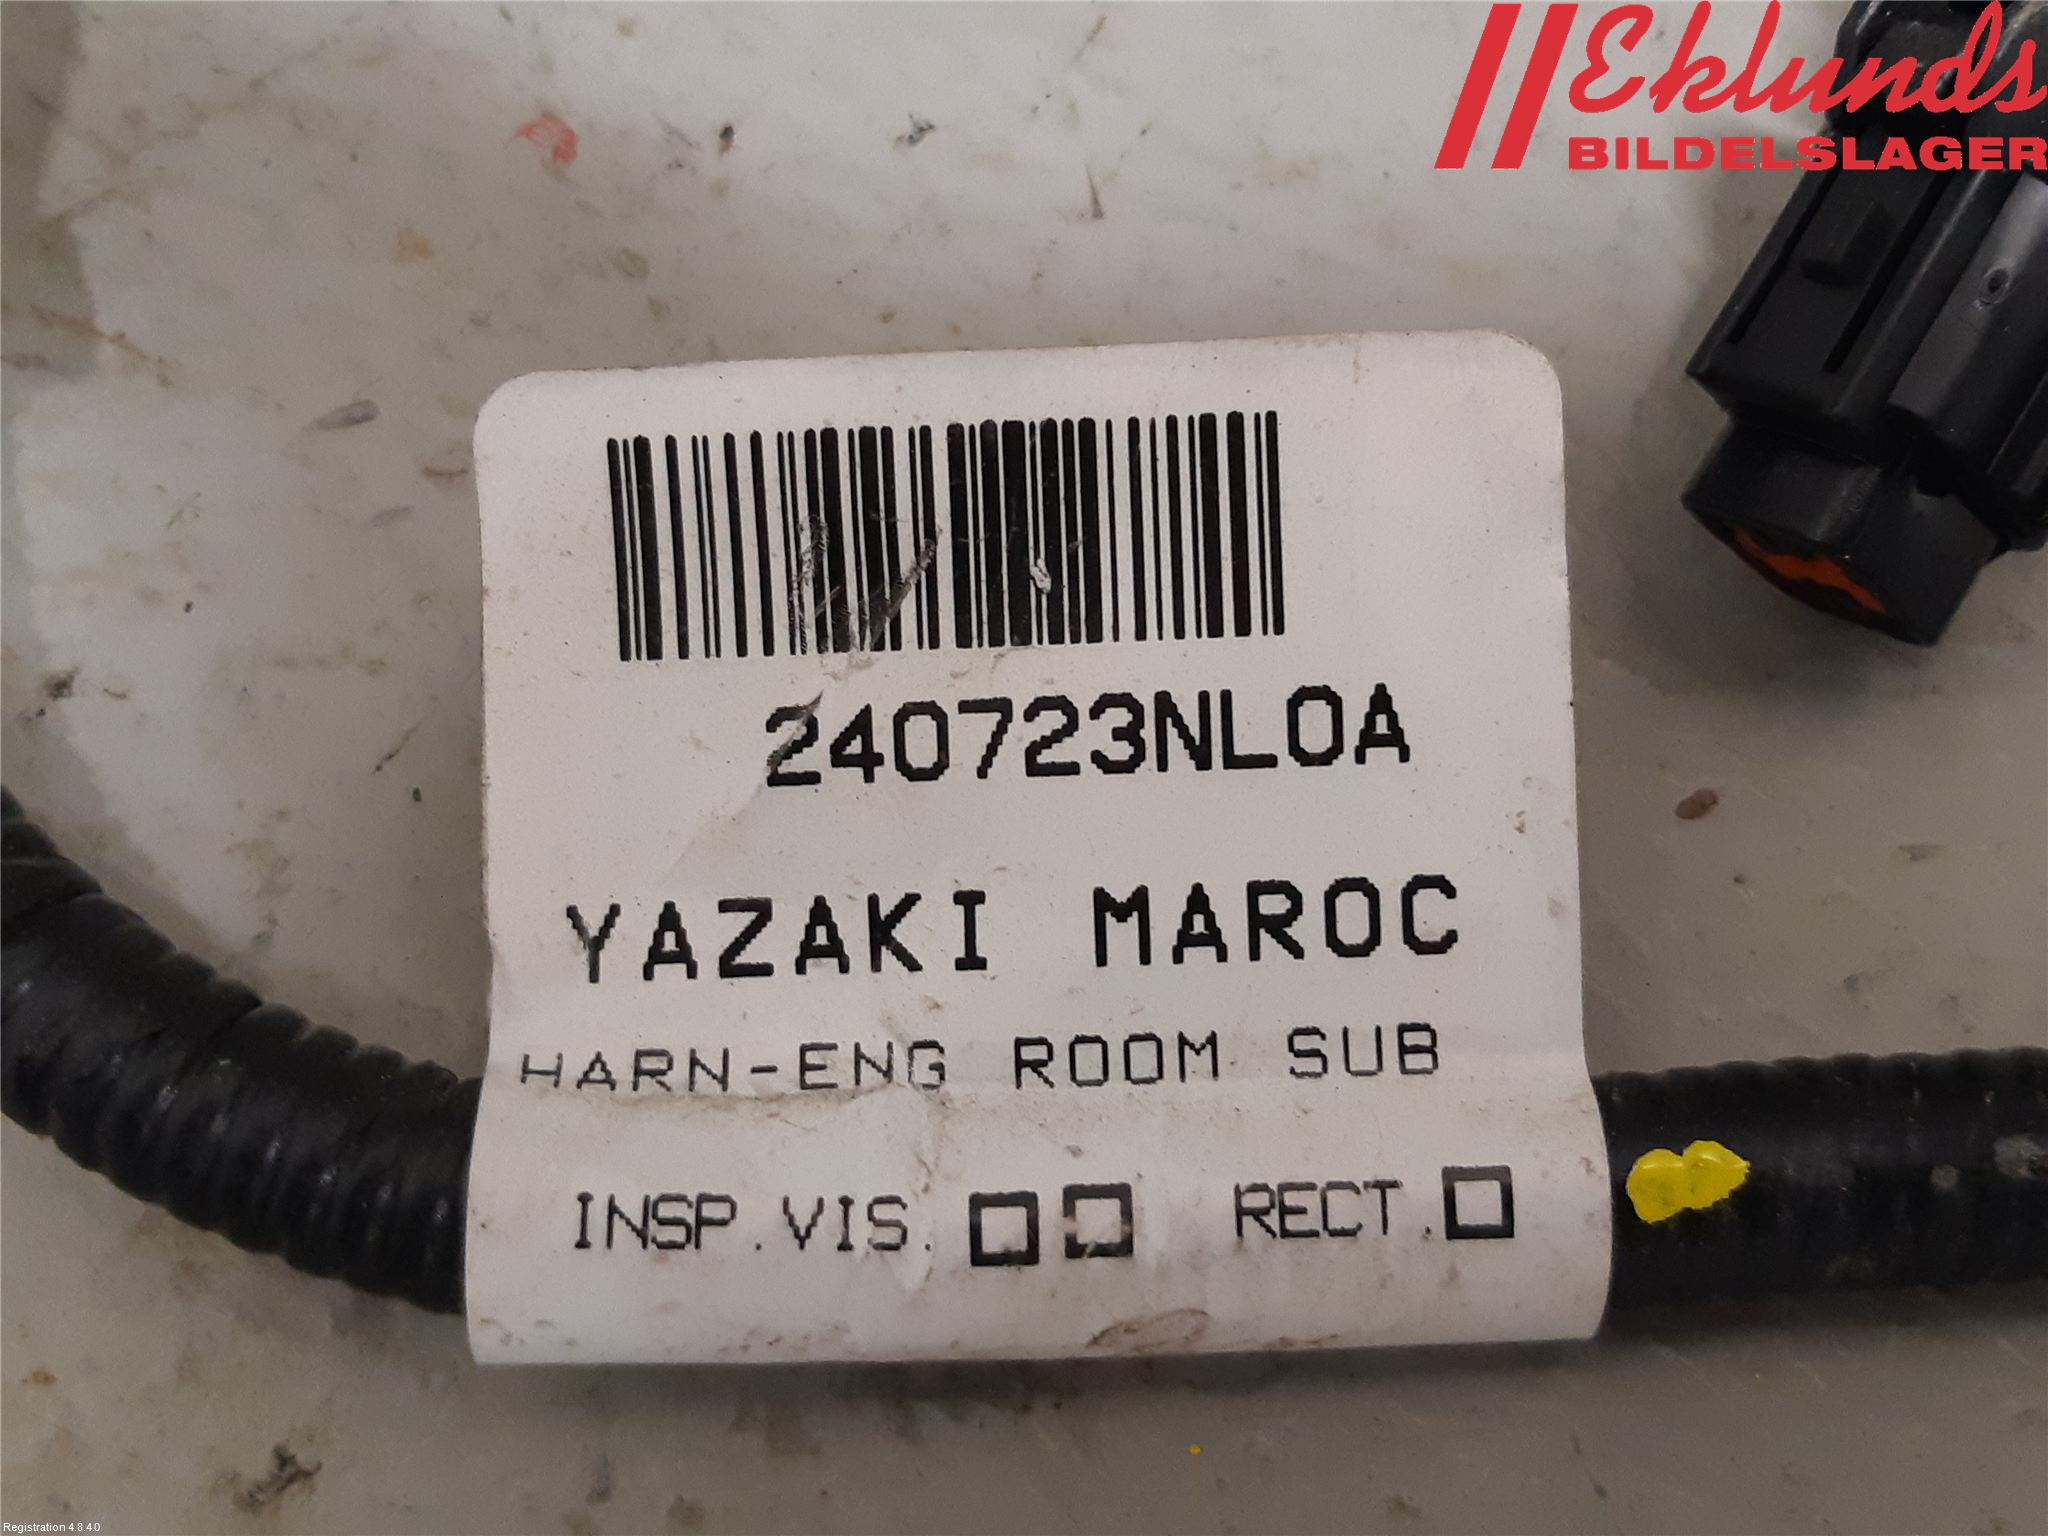 Eklunds
BILDELSLAGER
240723NL0A
YAZAKI MAROC
HARN-ENG ROOM SUB
INSP.VIS. □□ RECT.□
Registration 4.8.4.0